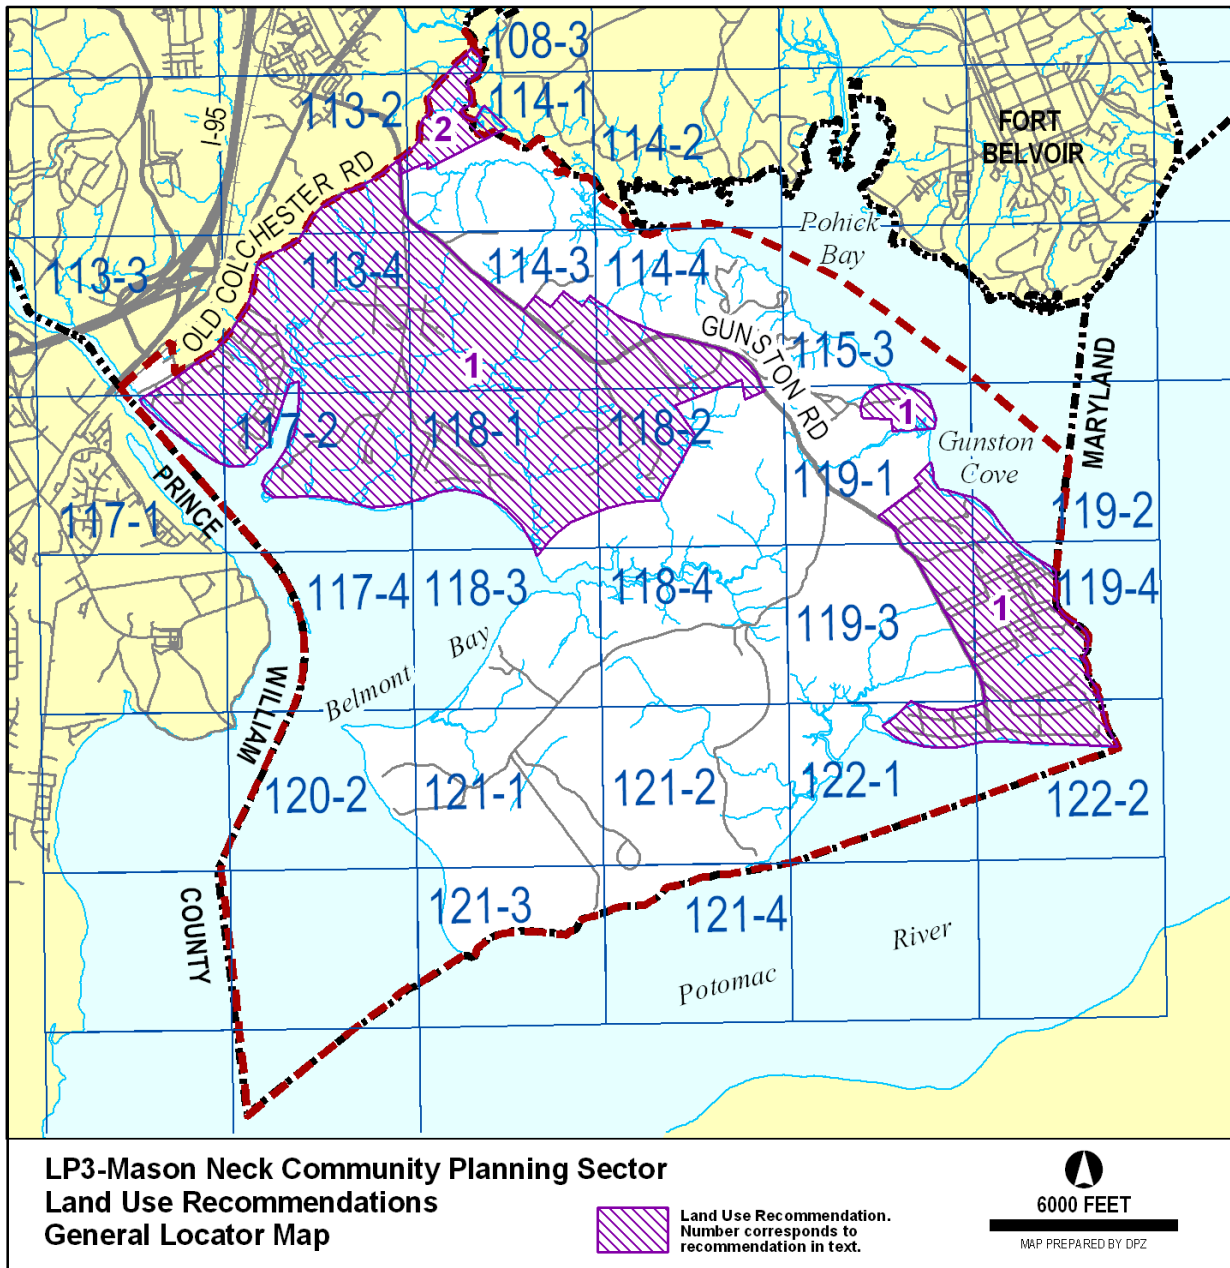 108-3
113-2
114-1
2
114-2
FORT
BELVOIR
I-95
OLD COLCHESTER RD
Pohick
Bay
113-3
113-4
114-3
114-4
GUNSTON RD
115-3
MARYLAND
1
1
117-2
118-1
118-2
Gunston
Cove
119-1
119-2
117-1
PRINCE
117-4
118-3
118-4
119-3
1
119-4
Belmont
Bay
WILLIAM
120-2
121-1
121-2
122-1
122-2
COUNTY
121-3
121-4
Potomac
River
LP3-Mason Neck Community Planning Sector
Land Use Recommendations
General Locator Map
Land Use Recommendation.
Number corresponds to
recommendation in text.
6000 FEET
MAP PREPARED BY DPZ